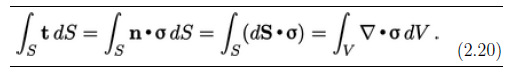 ∫_S t dS = ∫_S n • σ dS = ∫_S (dS • σ) = ∫_V ∇ • σ dV . (2.20)